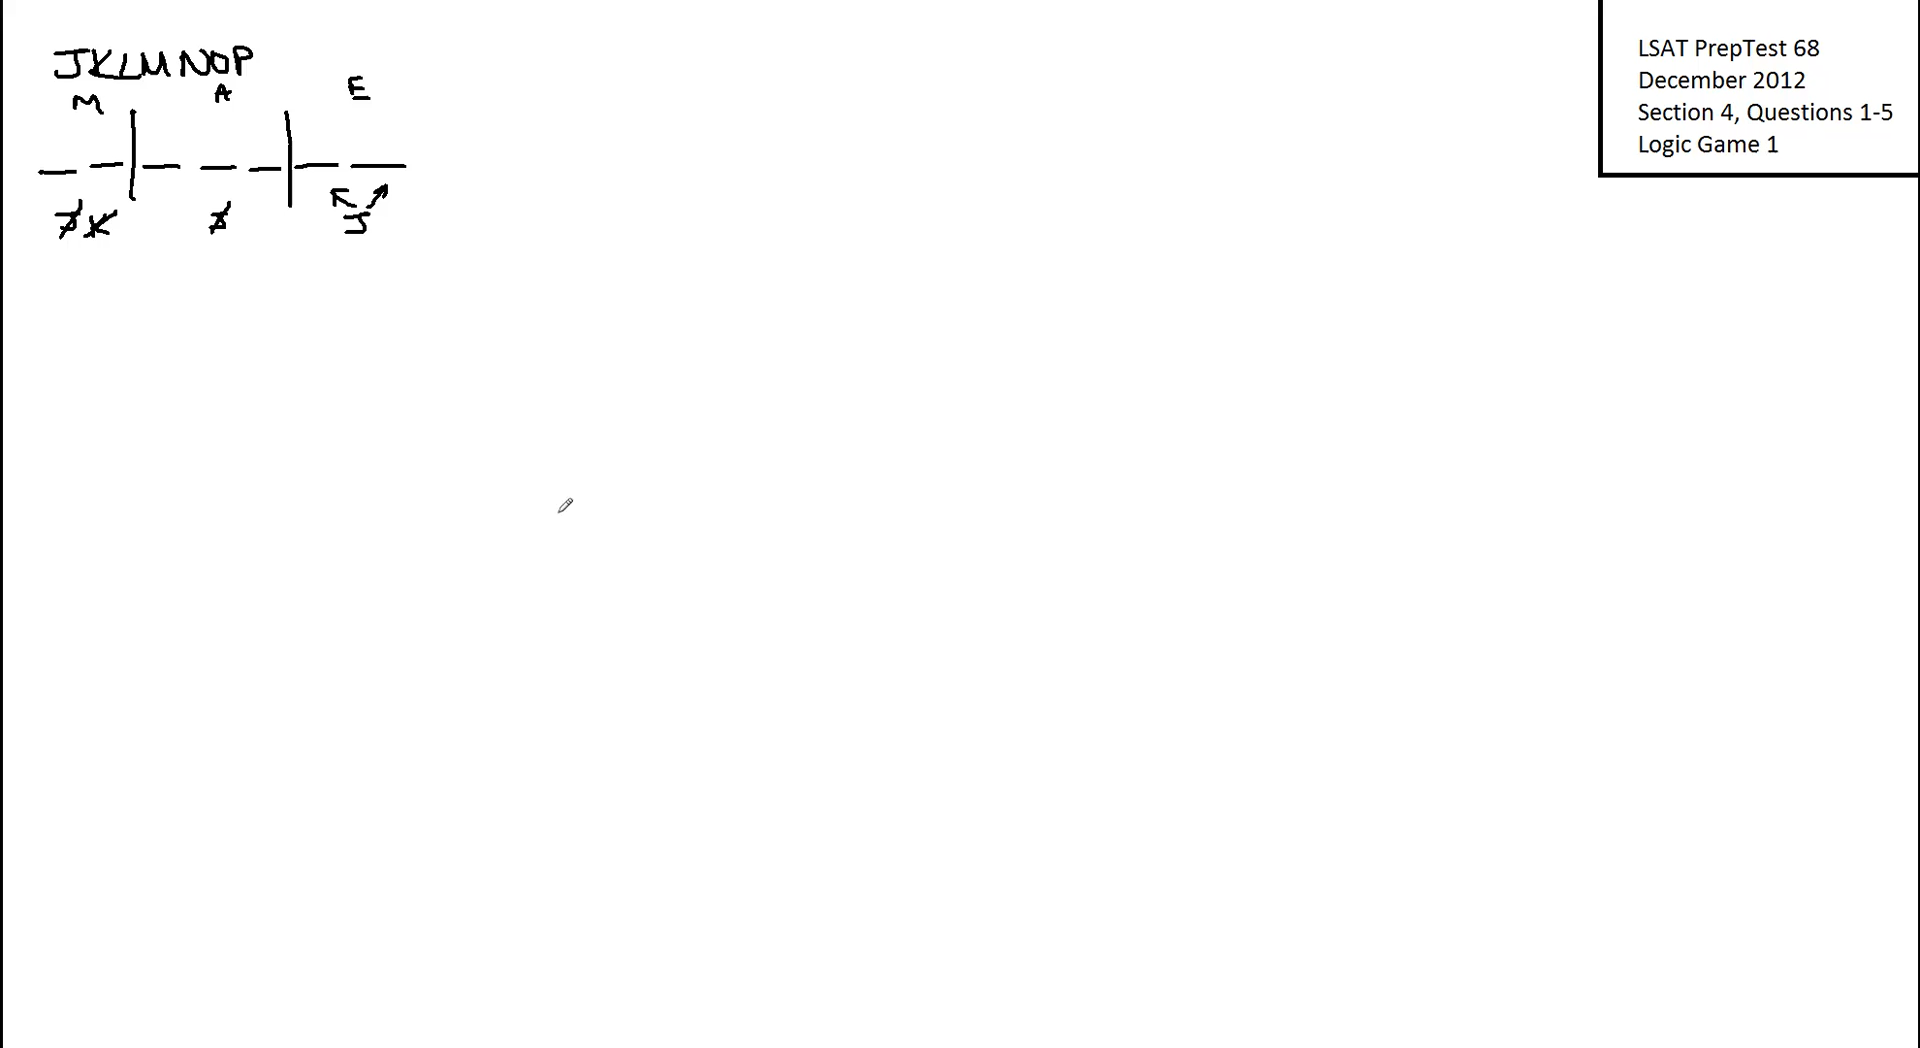 JKLMNOP
M A E
J K J J
LSAT PrepTest 68
December 2012
Section 4, Questions 1-5
Logic Game 1